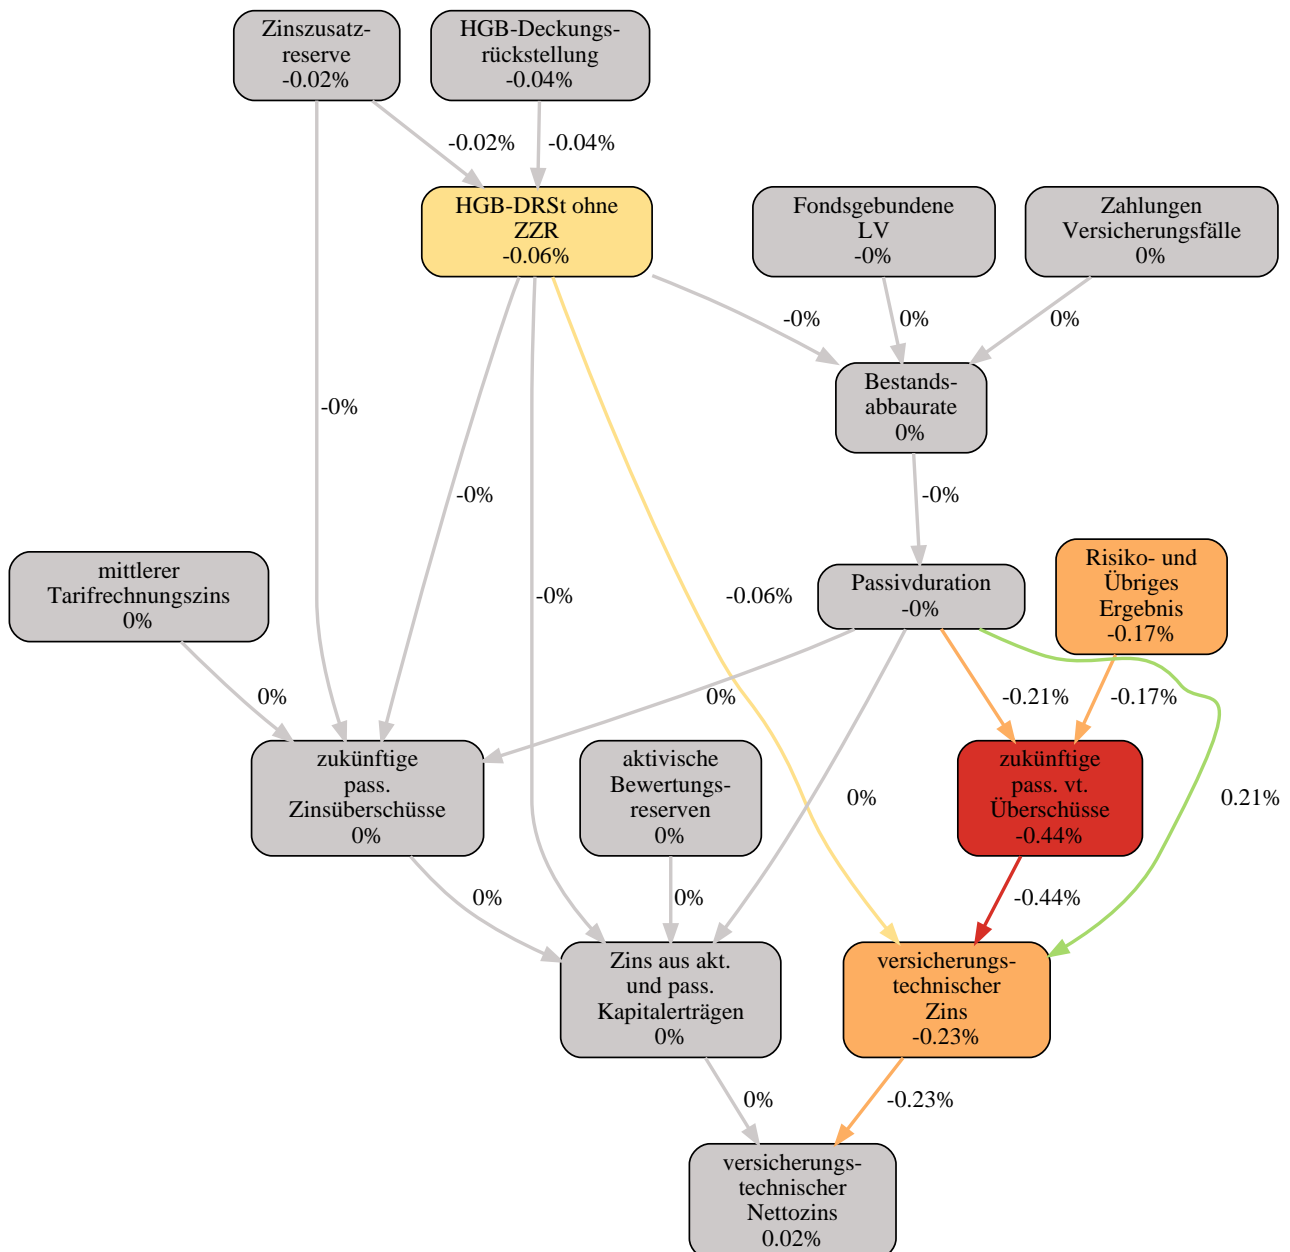 Zinszusatz-
reserve
-0.02%
HGB-Deckungs-
rückstellung
-0.04%
-0.02%
-0.04%
HGB-DRSt ohne
ZZR
-0.06%
Fondsgebundene
LV
-0%
Zahlungen
Versicherungsfälle
0%
-0%
0%
0%
Bestands-
abbaurate
0%
-0%
-0%
-0%
mittlerer
Tarifrechnungszins
0%
-0%
-0.06%
Passivduration
-0%
Risiko- und
Übriges
Ergebnis
-0.17%
0%
0%
-0.21%
-0.17%
zukünftige
pass.
Zinsüberschüsse
0%
aktivische
Bewertungs-
reserven
0%
0%
zukünftige
pass. vt.
Überschüsse
-0.44%
0.21%
0%
0%
-0.44%
Zins aus akt.
und pass.
Kapitalerträgen
0%
versicherungs-
technischer
Zins
-0.23%
0%
-0.23%
versicherungs-
technischer
Nettozins
0.02%